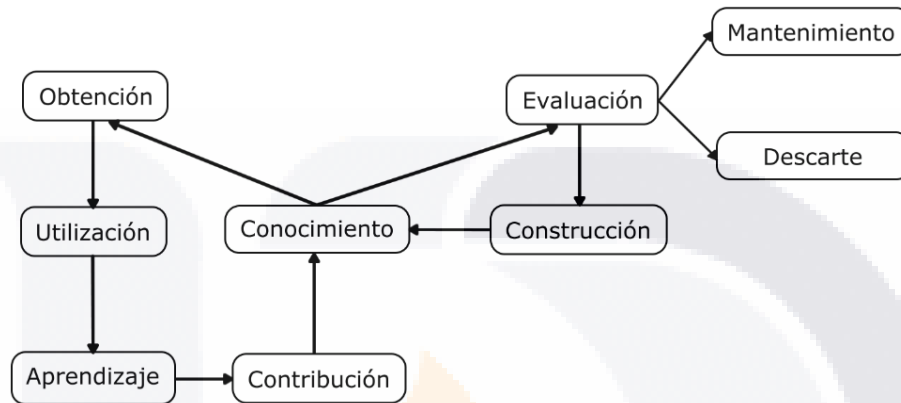 Mantenimiento
Obtención
Evaluación
Descarte
Utilización
Conocimiento
Construcción
Aprendizaje
Contribución